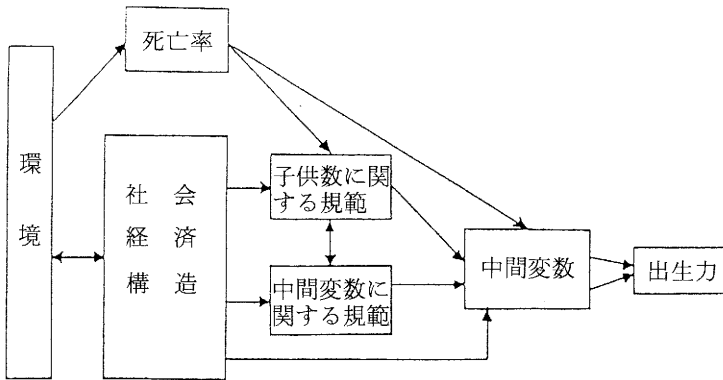 死亡率
環
境
社 会
経 済
構 造
子供数に関
する規範
中間変数に
関する規範
中間変数
出生力